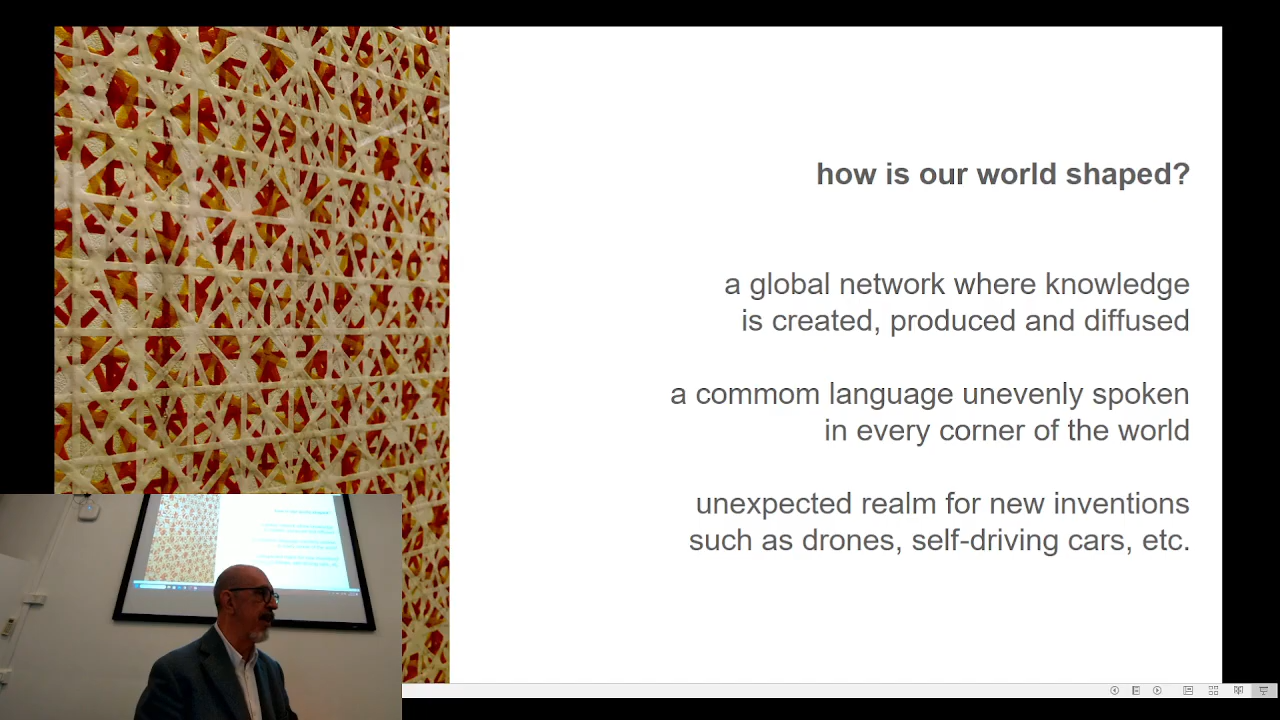 how is our world shaped?
a global network where knowledge
is created, produced and diffused
a commom language unevenly spoken
in every corner of the world
unexpected realm for new inventions
such as drones, self-driving cars, etc.